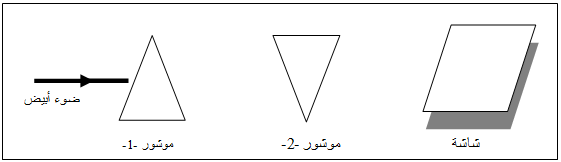 ضوء أبيض
موشور -1-
موشور -2-
شاشة